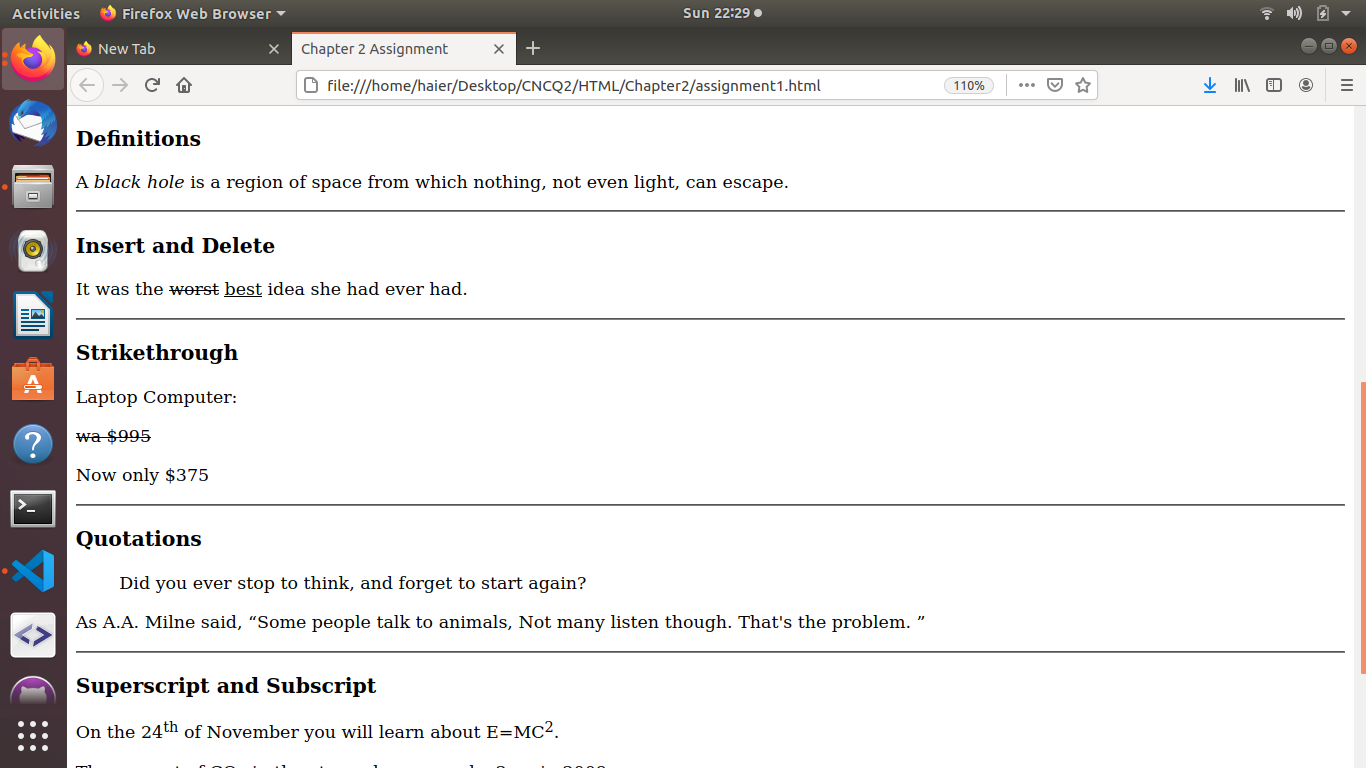 Activities Firefox Web Browser Sun 22:29
New Tab Chapter 2 Assignment
file:///home/haier/Desktop/CNCQ2/HTML/Chapter2/assignment1.html 110%
Definitions
A black hole is a region of space from which nothing, not even light, can escape.
Insert and Delete
It was the worst best idea she had ever had.
Strikethrough
Laptop Computer:
wa $995
Now only $375
Quotations
Did you ever stop to think, and forget to start again?
As A.A. Milne said, “Some people talk to animals, Not many listen though. That's the problem. ”
Superscript and Subscript
On the 24th of November you will learn about E=MC2.